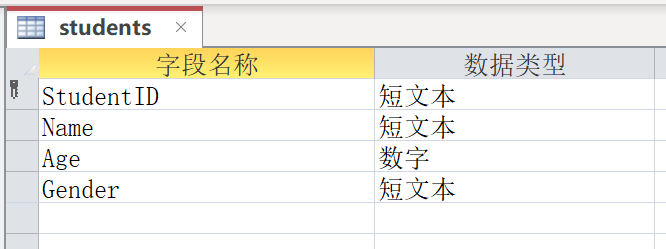 students
字段名称 数据类型
StudentID 短文本
Name 短文本
Age 数字
Gender 短文本